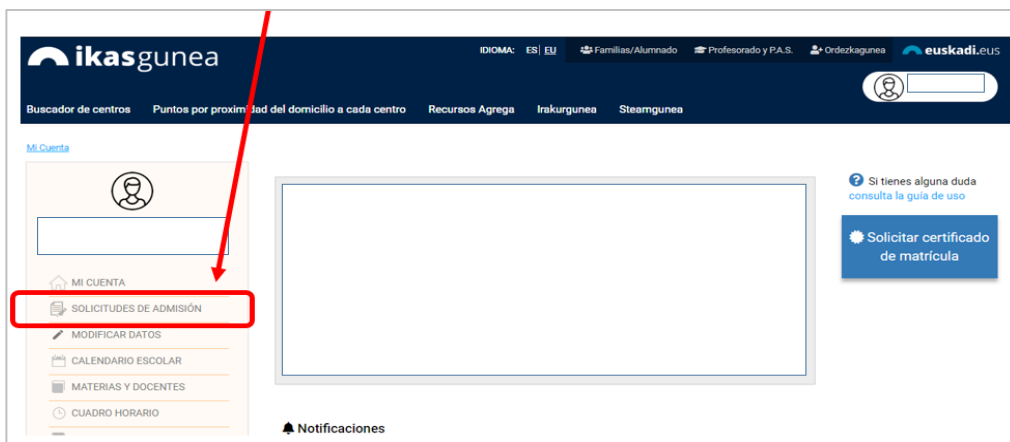 ikasgunea
IDIOMA: ES| EU Familias/Alumnado Profesorado y P.A.S. Ordezkagunea euskadi.eus
Buscador de centros Puntos por proximidad del domicilio a cada centro Recursos Agrega Irakurgunea Steamgunea
Mi Cuenta
Si tienes alguna duda
consulta la guía de uso
Solicitar certificado
de matrícula
MI CUENTA
SOLICITUDES DE ADMISIÓN
MODIFICAR DATOS
CALENDARIO ESCOLAR
MATERIAS Y DOCENTES
CUADRO HORARIO
Notificaciones